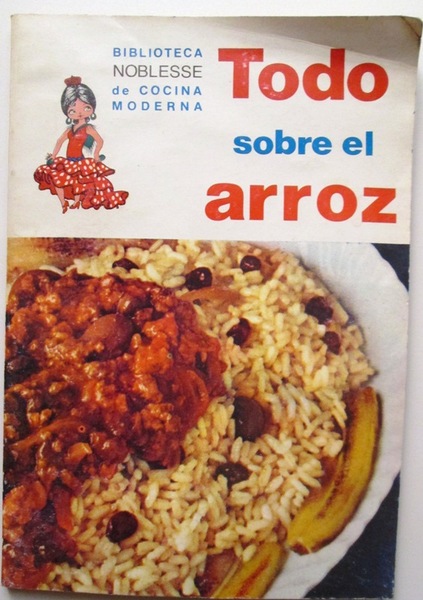 BIBLIOTECA
NOBLESSE
de COCINA
MODERNA
Todo
sobre el
arroz